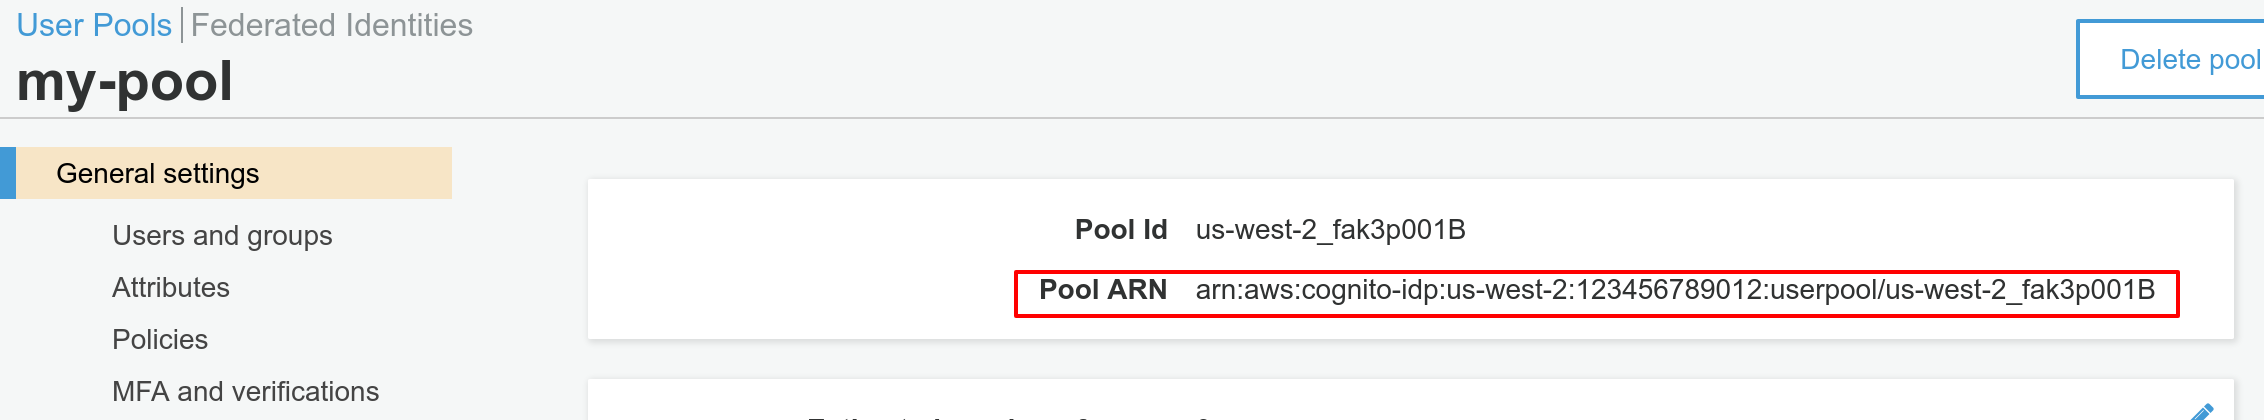 User Pools | Federated Identities
my-pool
Delete pool
General settings
Users and groups
Attributes
Policies
MFA and verifications
Pool Id us-west-2_fak3p001B
Pool ARN arn:aws:cognito-idp:us-west-2:123456789012:userpool/us-west-2_fak3p001B